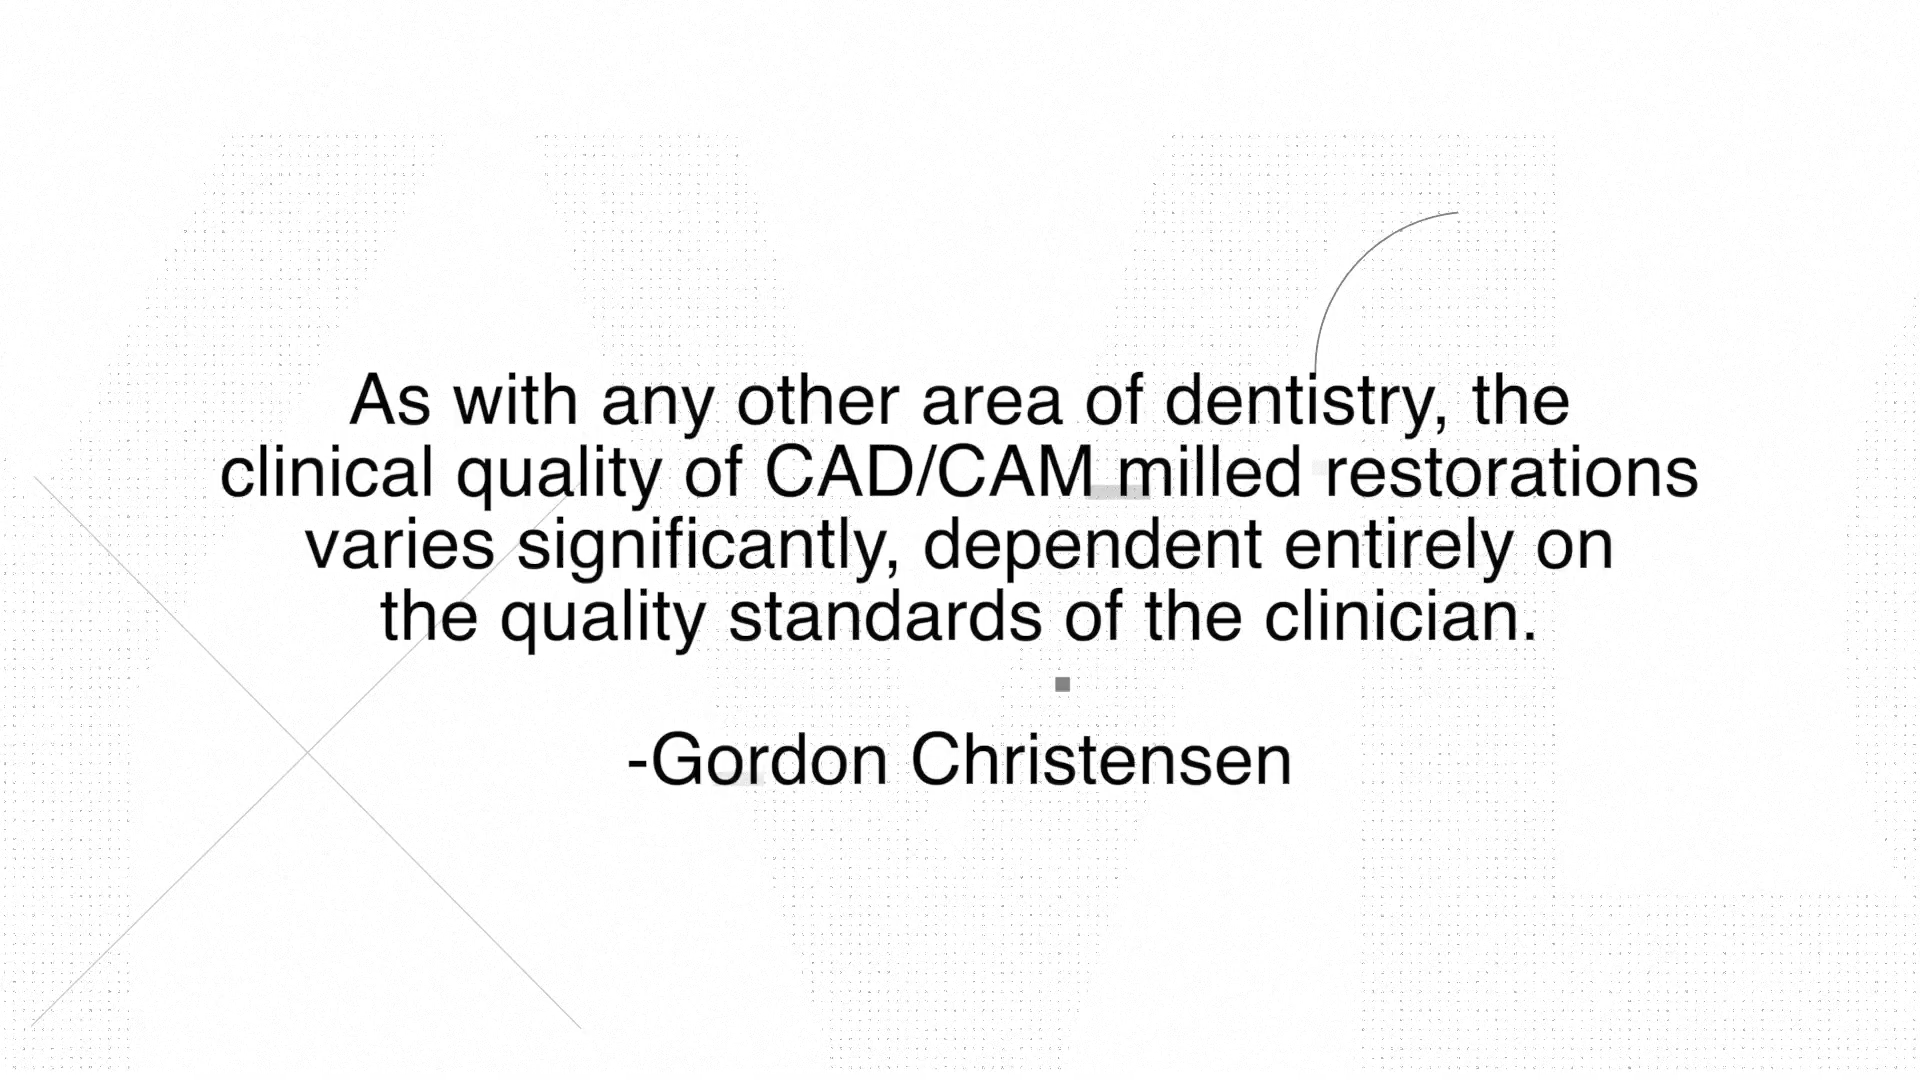 As with any other area of dentistry, the
clinical quality of CAD/CAM milled restorations
varies significantly, dependent entirely on
the quality standards of the clinician.
-Gordon Christensen